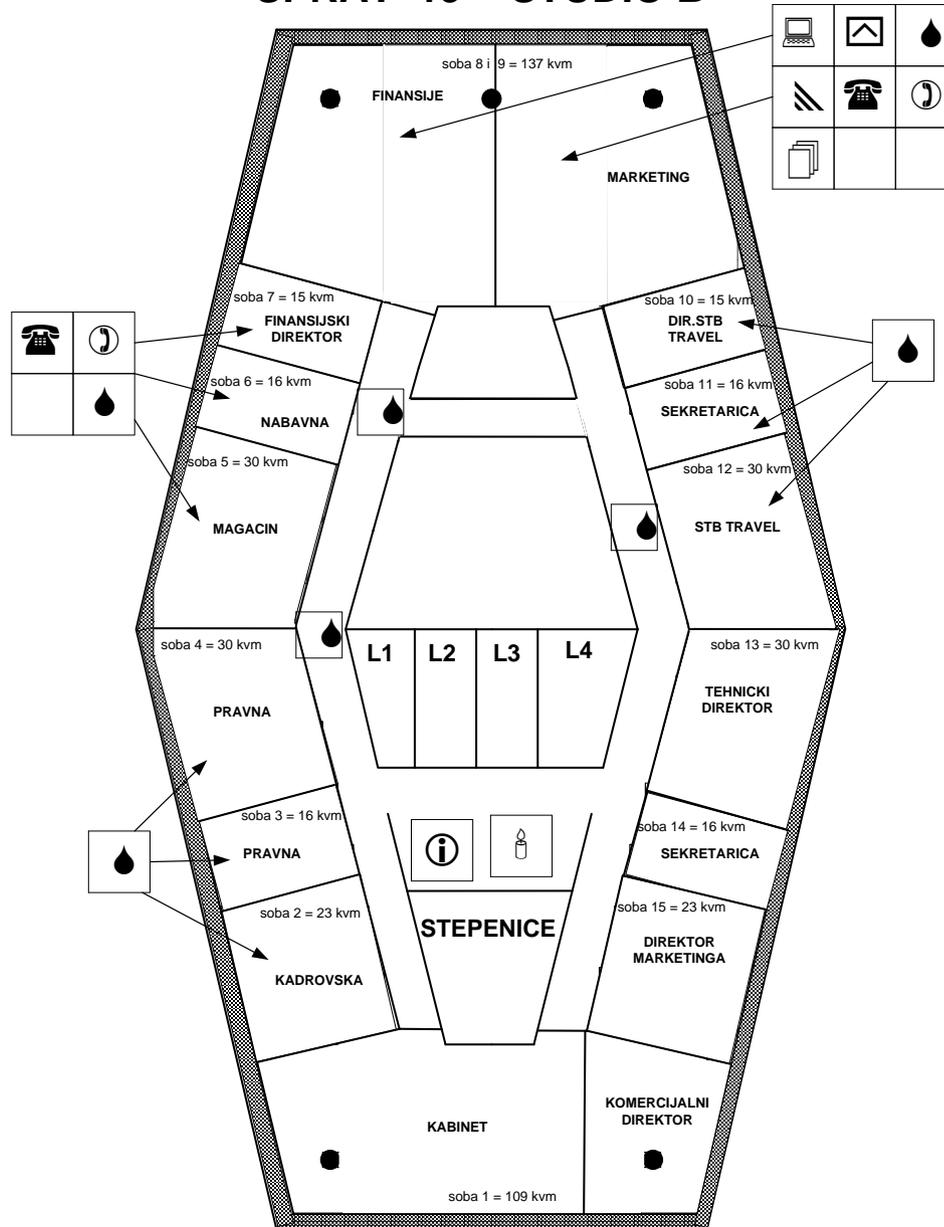 SPRAT STUDIO B
soba 8 i 9 = 137 kvm
FINANSIJE
MARKETING
soba 7 = 15 kvm
FINANSIJSKI
DIREKTOR
soba 10 = 15 kvm
DIR.STB
TRAVEL
soba 6 = 16 kvm
NABAVNA
soba 11 = 16 kvm
SEKRETARICA
soba 5 = 30 kvm
MAGACIN
soba 12 = 30 kvm
STB TRAVEL
soba 4 = 30 kvm
PRAVNA
L1
L2
L3
L4
soba 13 = 30 kvm
TEHNICKI
DIREKTOR
soba 3 = 16 kvm
PRAVNA
soba 14 = 16 kvm
SEKRETARICA
soba 2 = 23 kvm
KADROVSKA
STEPENICE
soba 15 = 23 kvm
DIREKTOR
MARKETINGA
KABINET
KOMERCIJALNI
DIREKTOR
soba 1 = 109 kvm